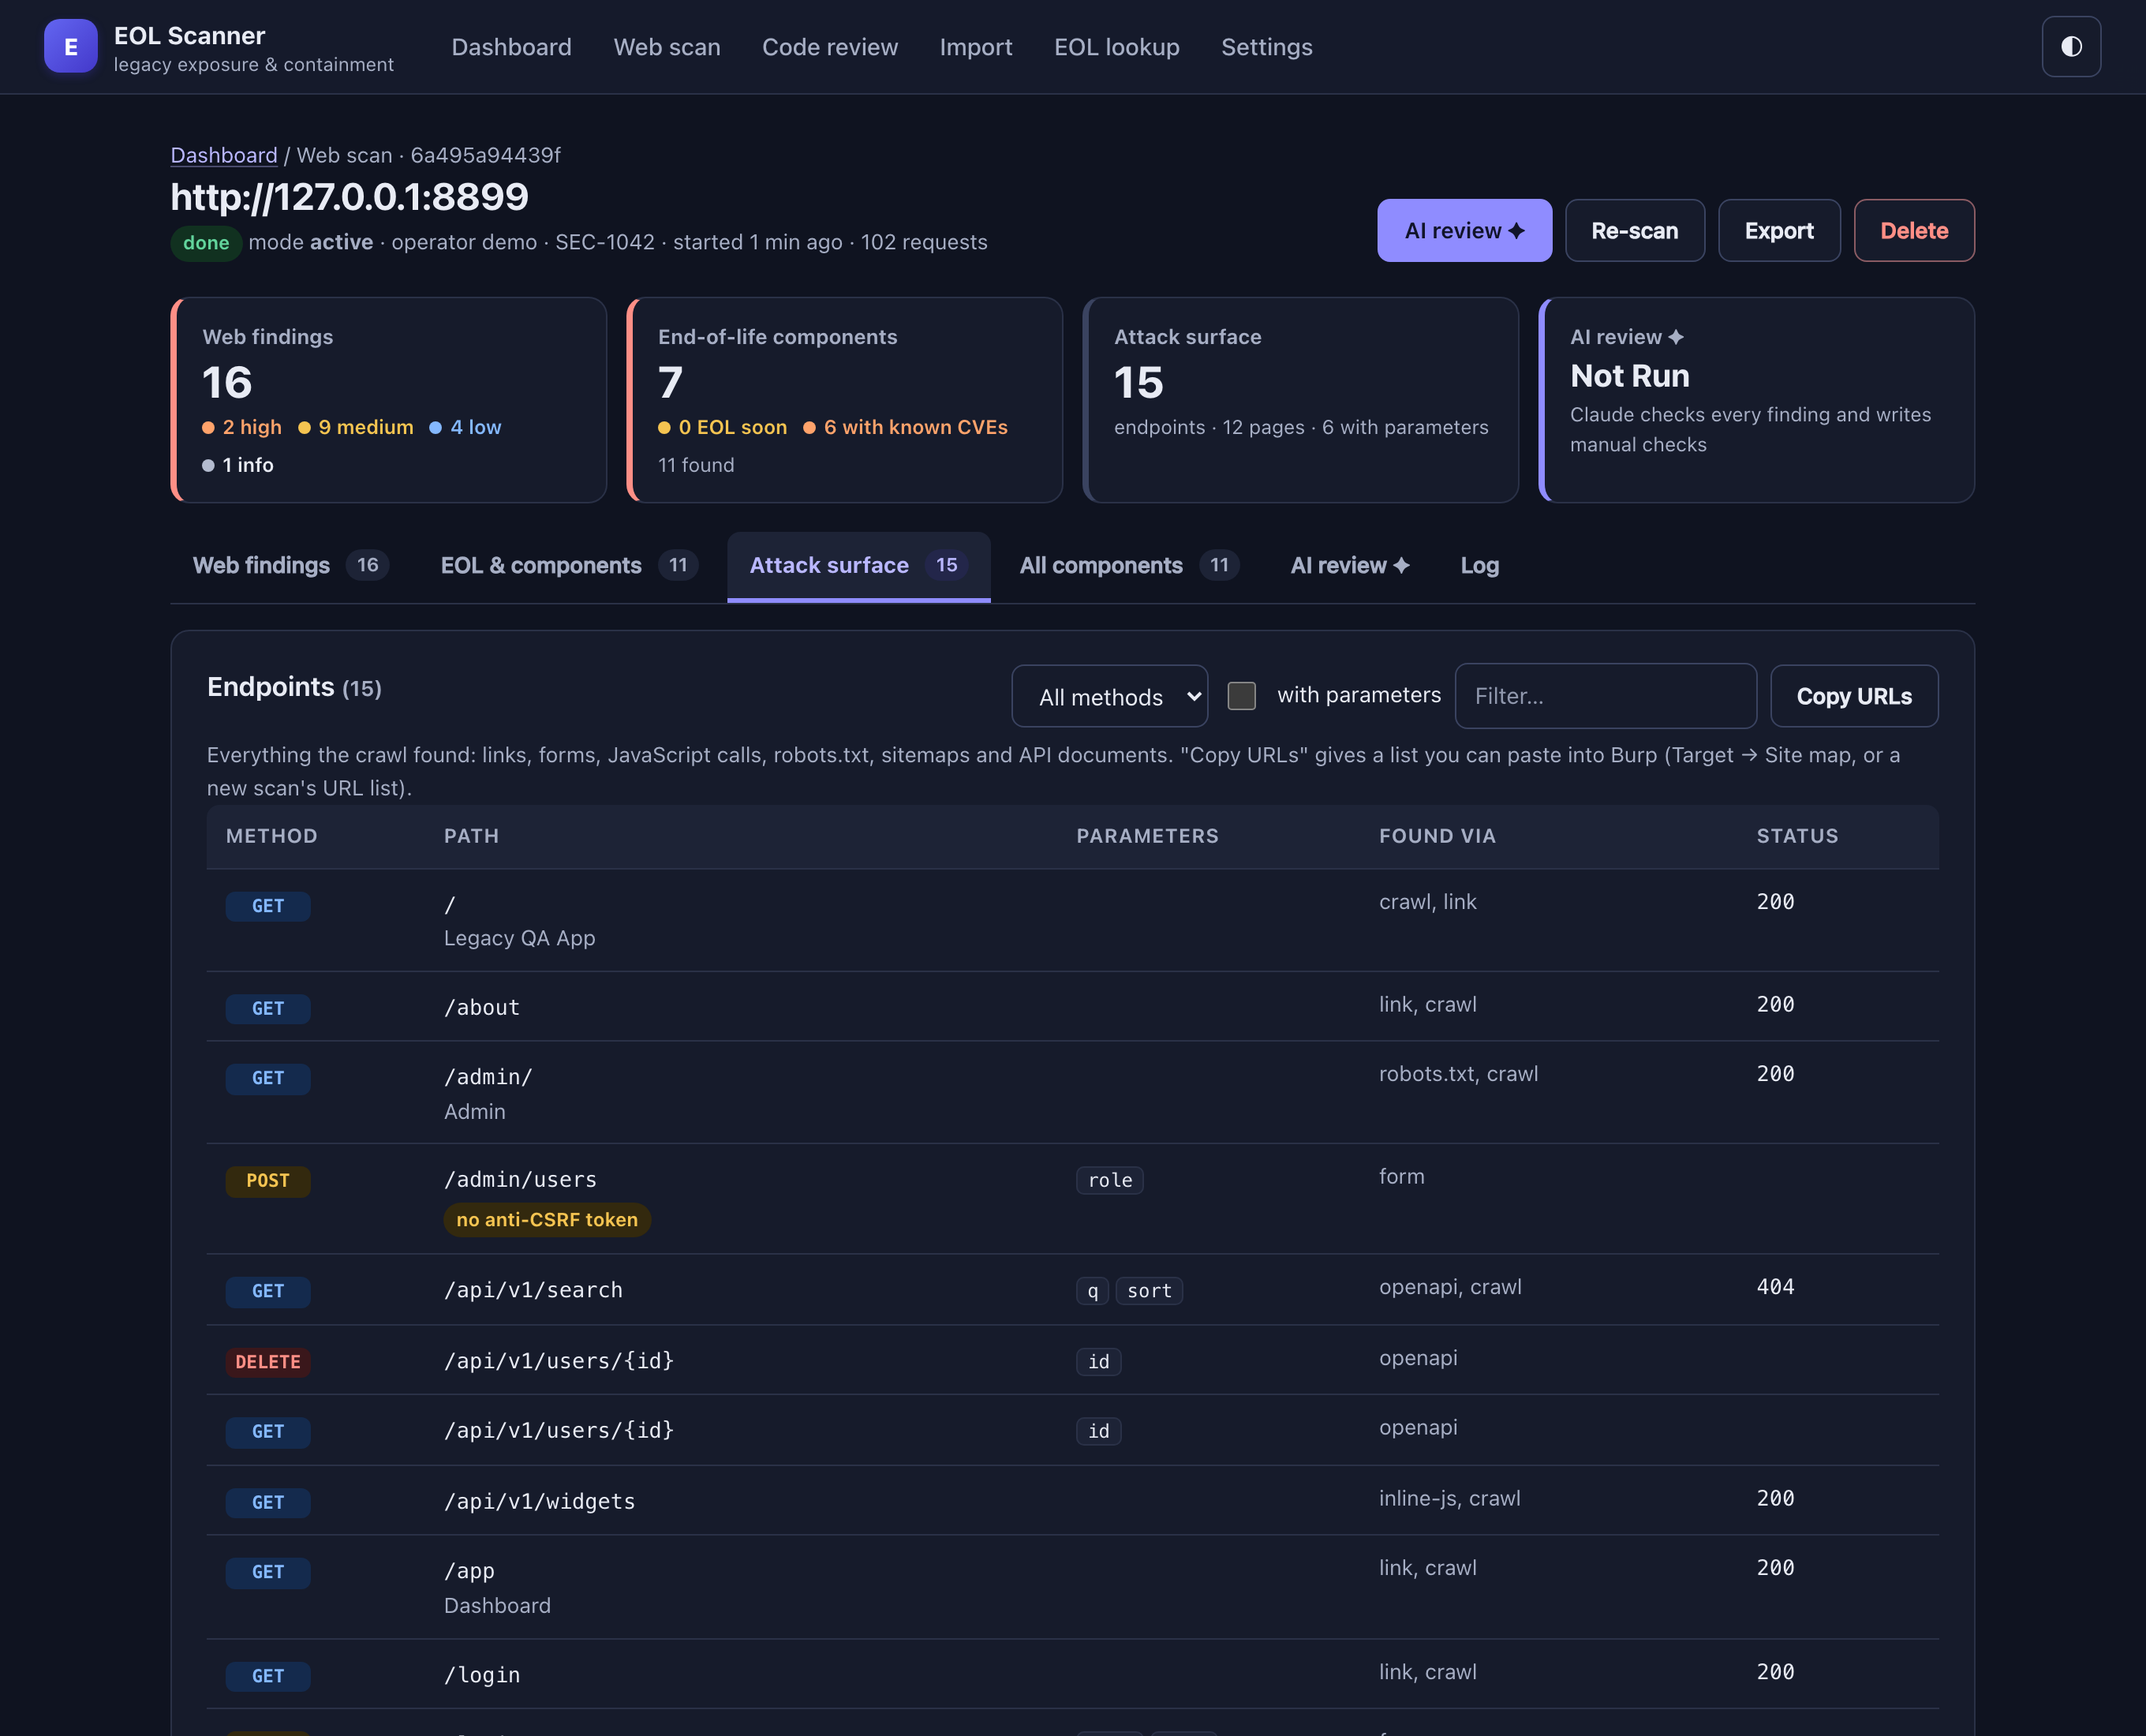 E
EOL Scanner
legacy exposure & containment
Dashboard
Web scan
Code review
Import
EOL lookup
Settings
Dashboard / Web scan · 6a495a94439f
http://127.0.0.1:8899
done mode active · operator demo · SEC-1042 · started 1 min ago · 102 requests
AI review ✦
Re-scan
Export
Delete
Web findings
16
2 high 9 medium 4 low
1 info
End-of-life components
7
0 EOL soon 6 with known CVEs
11 found
Attack surface
15
endpoints · 12 pages · 6 with parameters
AI review ✦
Not Run
Claude checks every finding and writes
manual checks
Web findings 16
EOL & components 11
Attack surface 15
All components 11
AI review ✦
Log
Endpoints (15)
All methods
with parameters
Filter...
Copy URLs
Everything the crawl found: links, forms, JavaScript calls, robots.txt, sitemaps and API documents. "Copy URLs" gives a list you can paste into Burp (Target → Site map, or a
new scan's URL list).
METHOD PATH PARAMETERS FOUND VIA STATUS
GET / crawl, link 200
Legacy QA App
GET /about link, crawl 200
GET /admin/ robots.txt, crawl 200
Admin
POST /admin/users role form
no anti-CSRF token
GET /api/v1/search q sort openapi, crawl 404
DELETE /api/v1/users/{id} id openapi
GET /api/v1/users/{id} id openapi
GET /api/v1/widgets inline-js, crawl 200
GET /app link, crawl 200
Dashboard
GET /login link, crawl 200